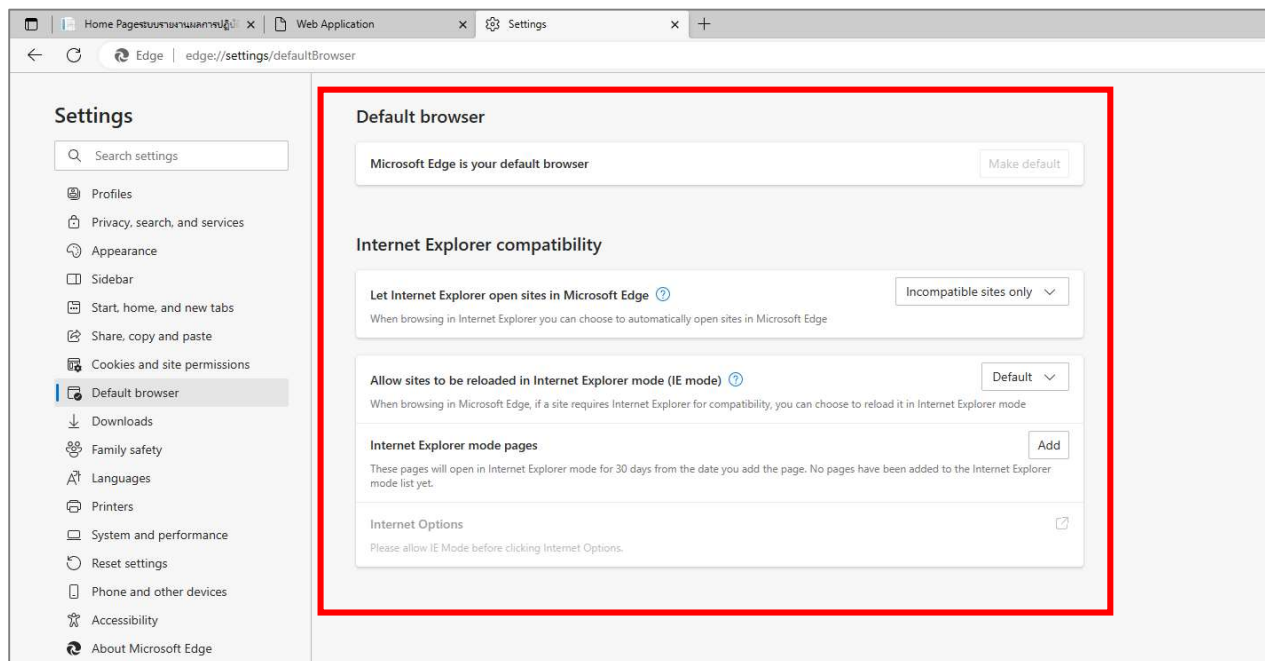 Home Pageระบบรายงานผลการปฏิบั
Web Application
Settings
Edge
edge://settings/defaultBrowser
Settings
Search settings
Profiles
Privacy, search, and services
Appearance
Sidebar
Start, home, and new tabs
Share, copy and paste
Cookies and site permissions
Default browser
Downloads
Family safety
Languages
Printers
System and performance
Reset settings
Phone and other devices
Accessibility
About Microsoft Edge
Default browser
Microsoft Edge is your default browser
Make default
Internet Explorer compatibility
Let Internet Explorer open sites in Microsoft Edge
Incompatible sites only
When browsing in Internet Explorer you can choose to automatically open sites in Microsoft Edge
Allow sites to be reloaded in Internet Explorer mode (IE mode)
Default
When browsing in Microsoft Edge, if a site requires Internet Explorer for compatibility, you can choose to reload it in Internet Explorer mode
Internet Explorer mode pages
Add
These pages will open in Internet Explorer mode for 30 days from the date you add the page. No pages have been added to the Internet Explorer
mode list yet.
Internet Options
Please allow IE Mode before clicking Internet Options.